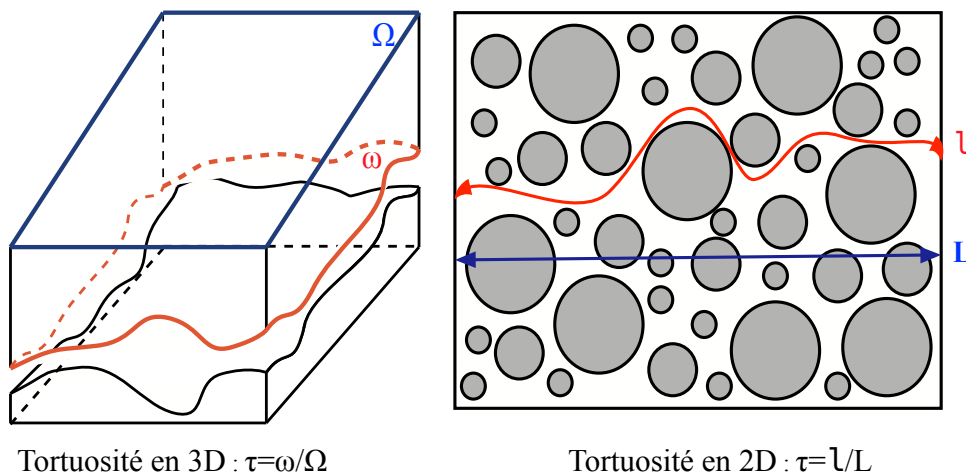 Ω
ω
l
L
Tortuosité en 3D : τ=ω/Ω
Tortuosité en 2D : τ=l/L